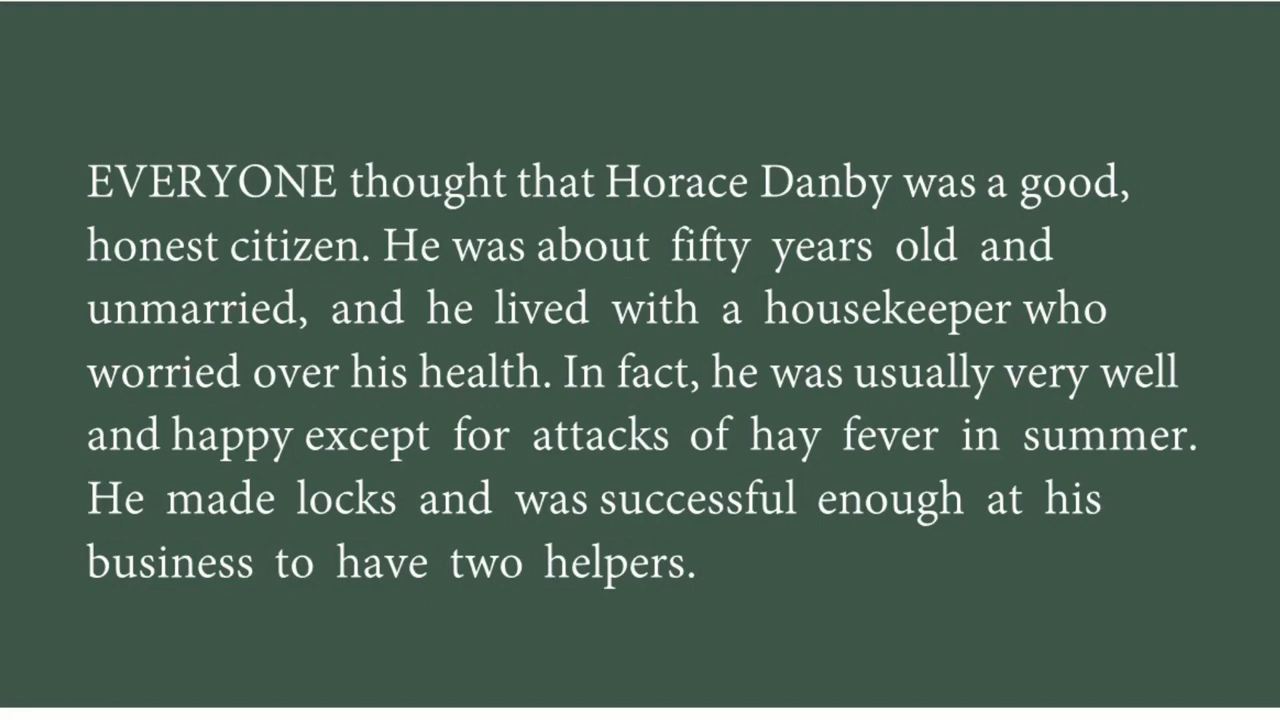 EVERYONE thought that Horace Danby was a good,
honest citizen. He was about fifty years old and
unmarried, and he lived with a housekeeper who
worried over his health. In fact, he was usually very well
and happy except for attacks of hay fever in summer.
He made locks and was successful enough at his
business to have two helpers.